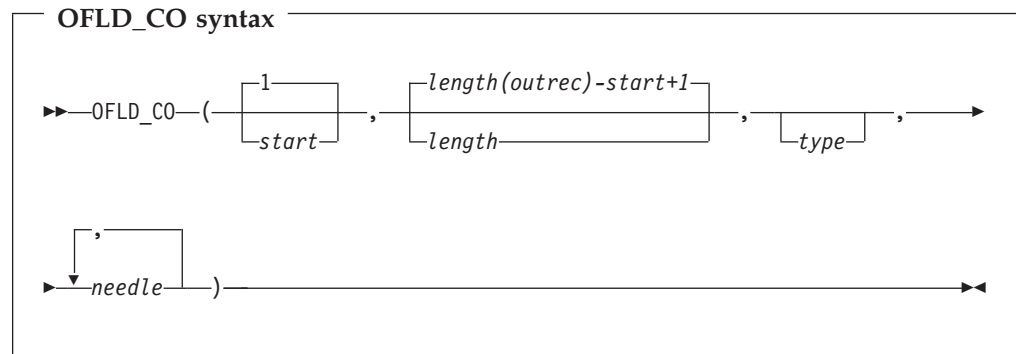 OFLD_CO syntax
1 length(outrec)-start+1
OFLD_CO ( start , length , type ,
,
needle )